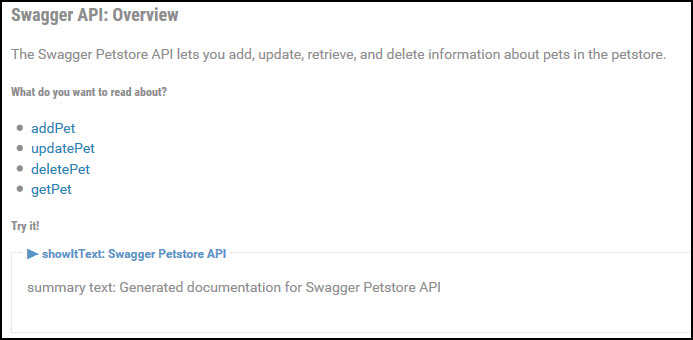 Swagger API: Overview
The Swagger Petstore API lets you add, update, retrieve, and delete information about pets in the petstore.
What do you want to read about?
addPet
updatePet
deletePet
getPet
Try it!
showItText: Swagger Petstore API
summary text: Generated documentation for Swagger Petstore API